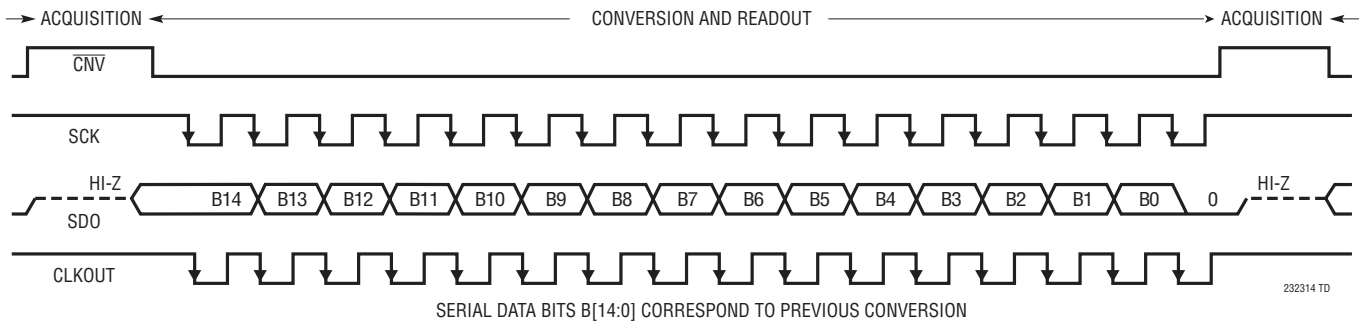 ACQUISITION CONVERSION AND READOUT ACQUISITION
CNV
SCK
HI-Z B14 B13 B12 B11 B10 B9 B8 B7 B6 B5 B4 B3 B2 B1 B0 0 HI-Z
SDO
CLKOUT
232314 TD
SERIAL DATA BITS B[14:0] CORRESPOND TO PREVIOUS CONVERSION